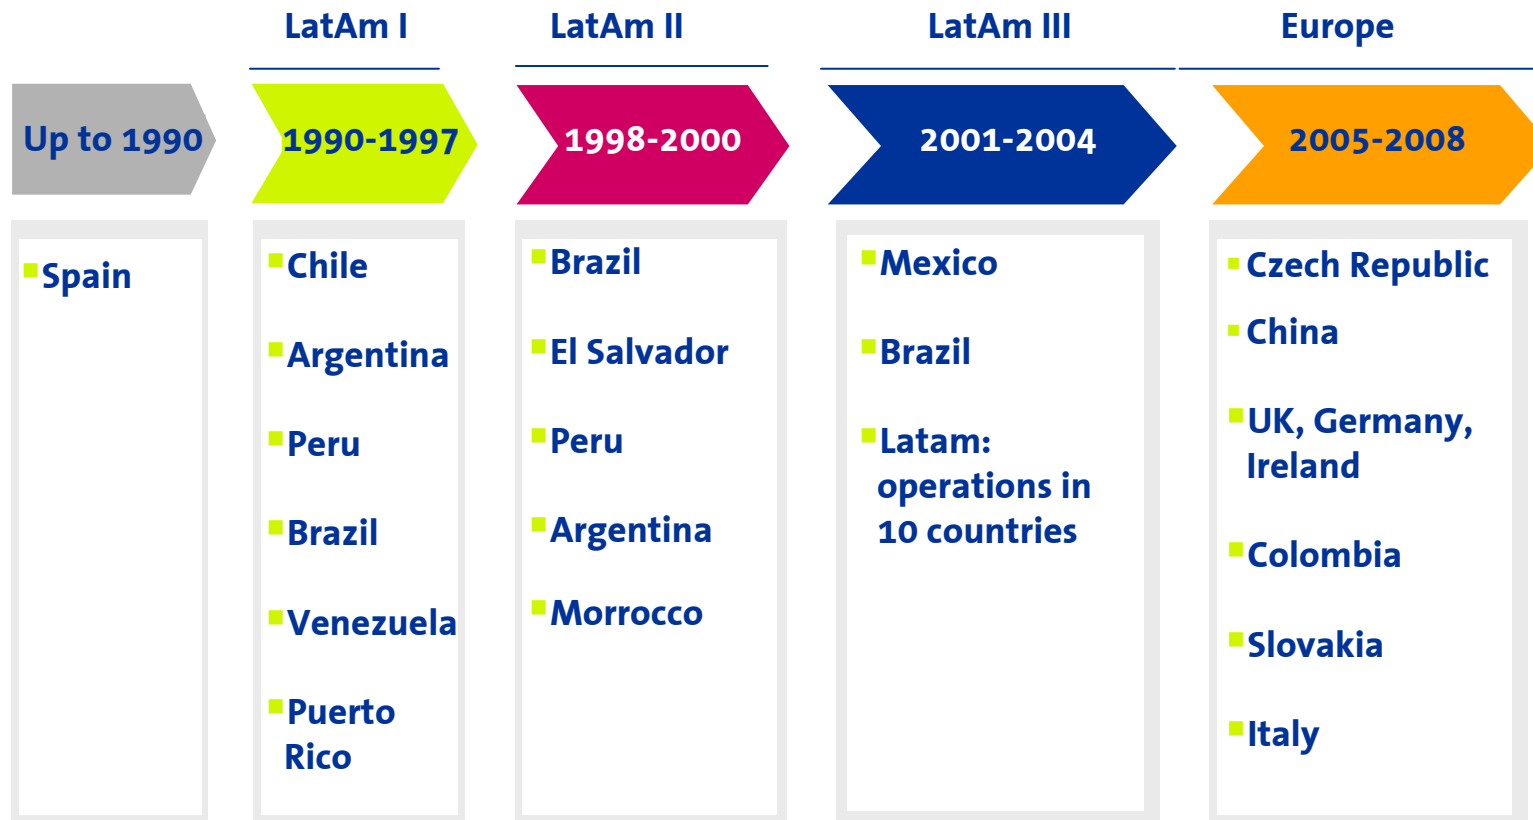 LatAm I
LatAm II
LatAm III
Europe
Up to 1990
1990-1997
1998-2000
2001-2004
2005-2008
Spain
Chile
Argentina
Peru
Brazil
Venezuela
Puerto
Rico
Brazil
El Salvador
Peru
Argentina
Morrocco
Mexico
Brazil
Latam:
operations in
10 countries
Czech Republic
China
UK, Germany,
Ireland
Colombia
Slovakia
Italy